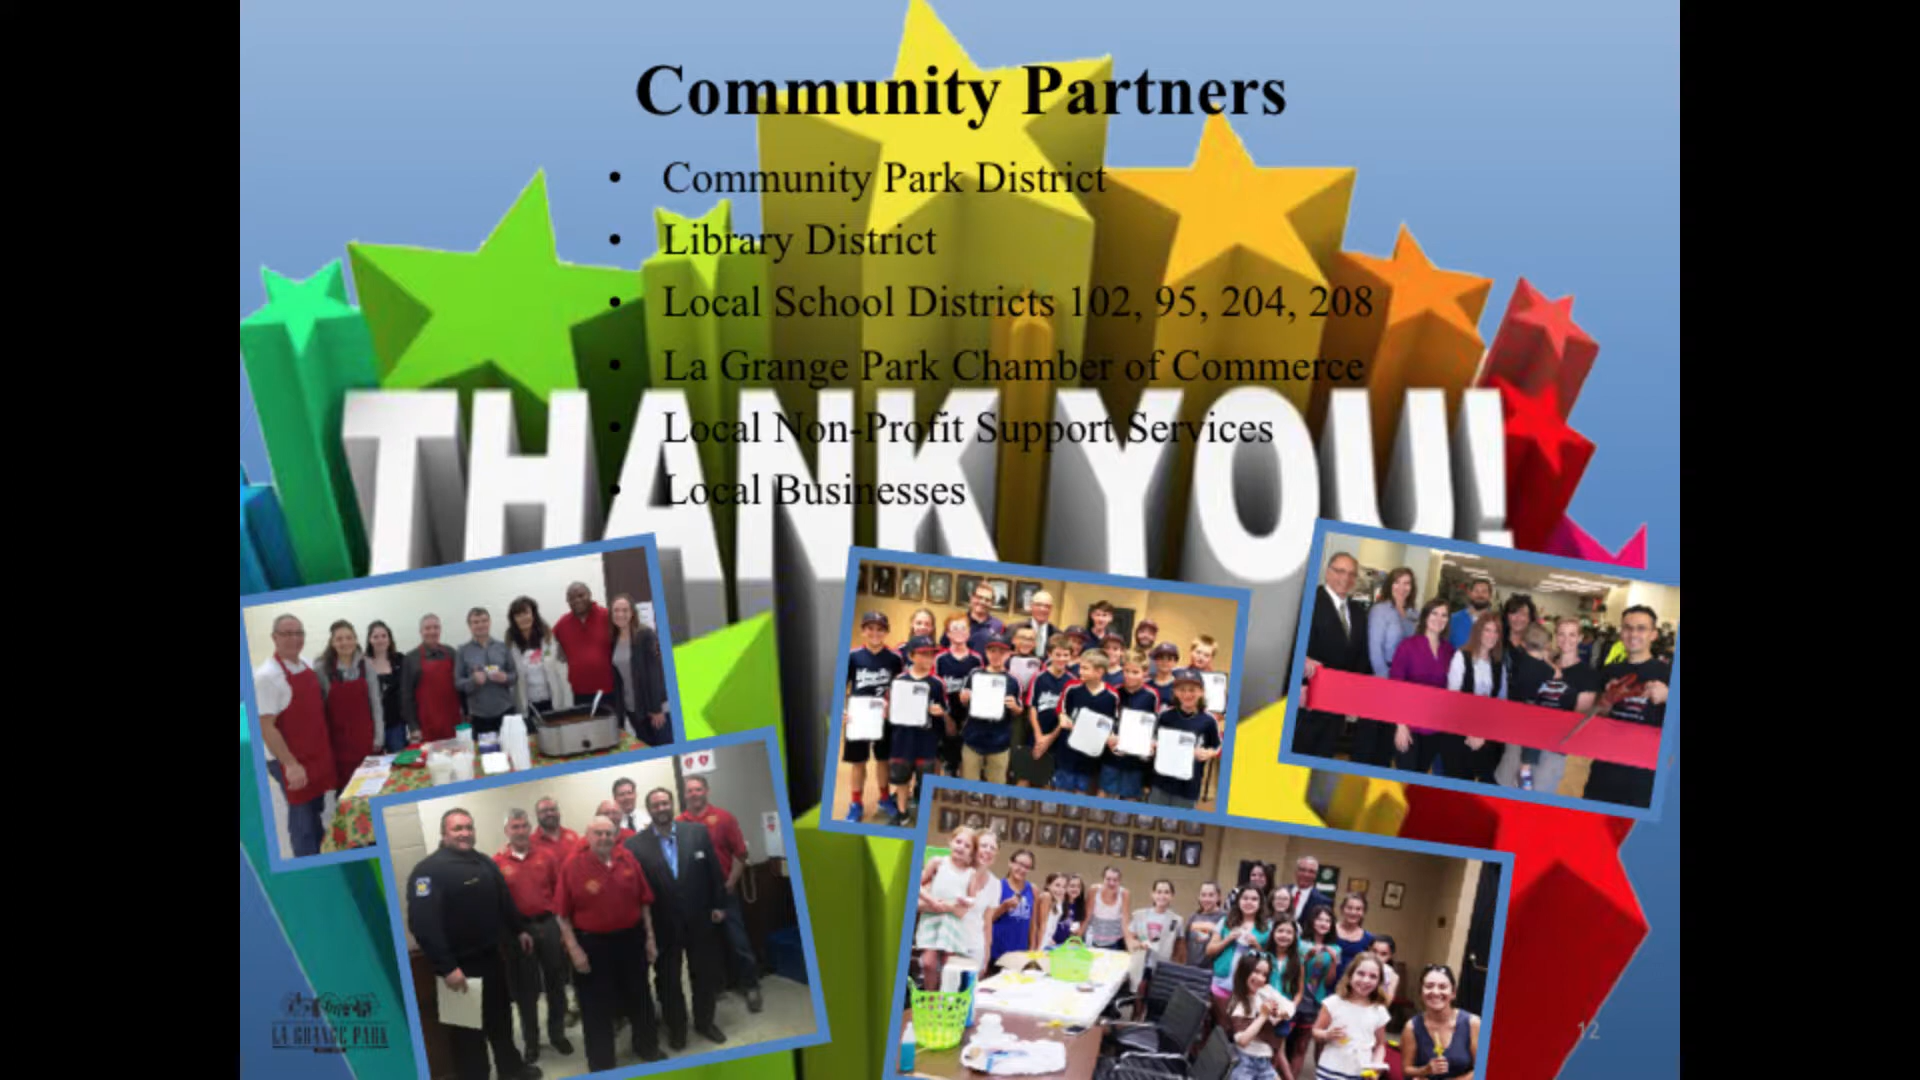 Community Partners
• Community Park District
• Library District
• Local School Districts 102, 95, 204, 208
• La Grange Park Chamber of Commerce
• Local Non-Profit Support Services
• Local Businesses
THANK YOU!
LA GRANGE PARK
12